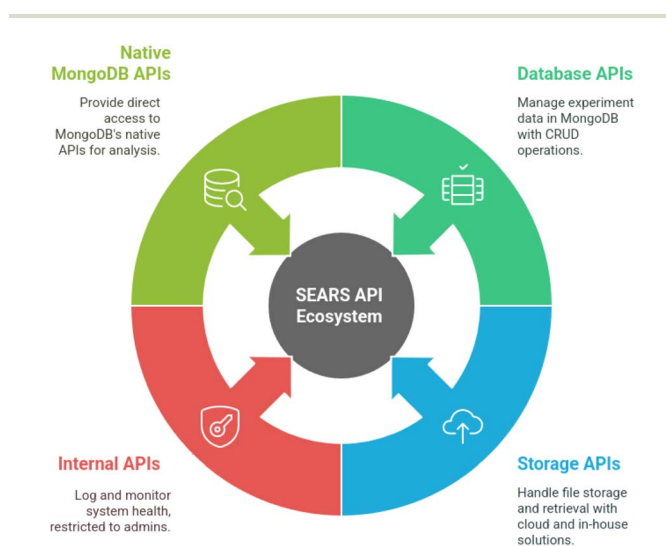 Native
MongoDB APIs
Provide direct
access to
MongoDB's native
APIs for analysis.
Database APIs
Manage experiment
data in MongoDB
with CRUD
operations.
SEARS API
Ecosystem
Internal APIs
Log and monitor
system health,
restricted to admins.
Storage APIs
Handle file storage
and retrieval with
cloud and in-house
solutions.